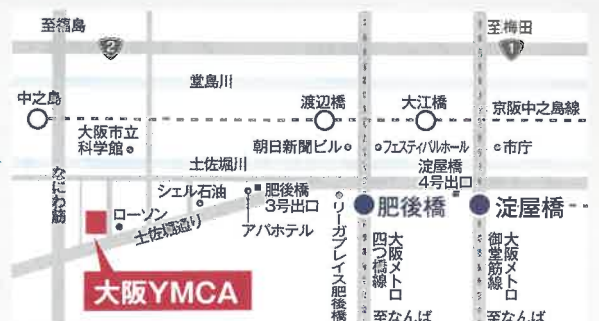 至福島
至梅田
2
1
堂島川
中之島
渡辺橋
大江橋
京阪中之島線
大阪市立
科学館
朝日新聞ビル
フェスティバルホール
市庁
土佐堀川
淀屋橋
4号出口
なにわ筋
シェル石油
肥後橋
3号出口
ローソン
土佐堀通り
アパホテル
リーガプレイス肥後橋
肥後橋
淀屋橋
大阪メトロ
四つ橋線
大阪メトロ
御堂筋線
大阪YMCA
至なんば
至なんば